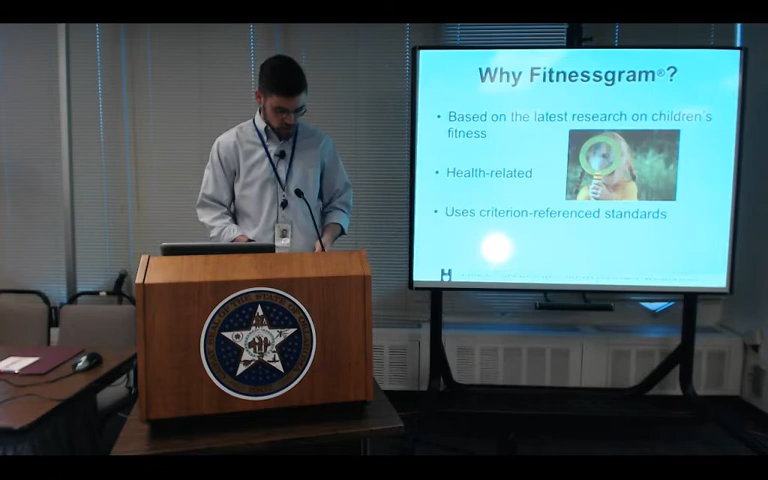 Why Fitnessgram®?
• Based on the latest research on children's
fitness
• Health-related
• Uses criterion-referenced standards
H